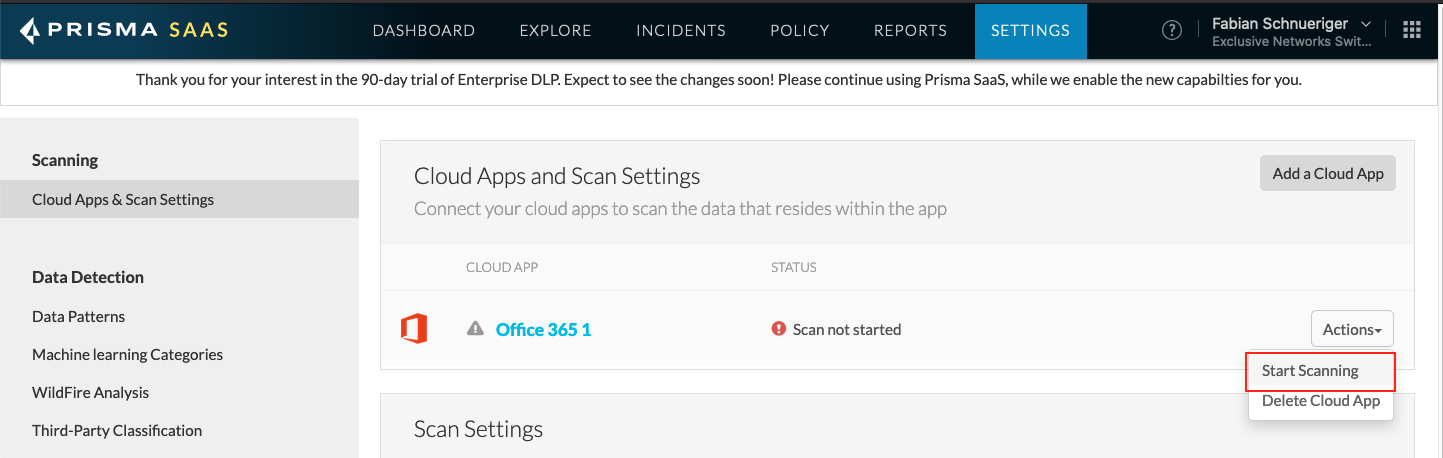 PRISMA SAAS
DASHBOARD EXPLORE INCIDENTS POLICY REPORTS SETTINGS
?
Fabian Schnueriger
Exclusive Networks Swit...
Thank you for your interest in the 90-day trial of Enterprise DLP. Expect to see the changes soon! Please continue using Prisma SaaS, while we enable the new capabilties for you.
Scanning
Cloud Apps & Scan Settings
Data Detection
Data Patterns
Machine learning Categories
WildFire Analysis
Third-Party Classification
Cloud Apps and Scan Settings
Add a Cloud App
Connect your cloud apps to scan the data that resides within the app
CLOUD APP STATUS
Office 365 1 Scan not started Actions
Start Scanning
Delete Cloud App
Scan Settings